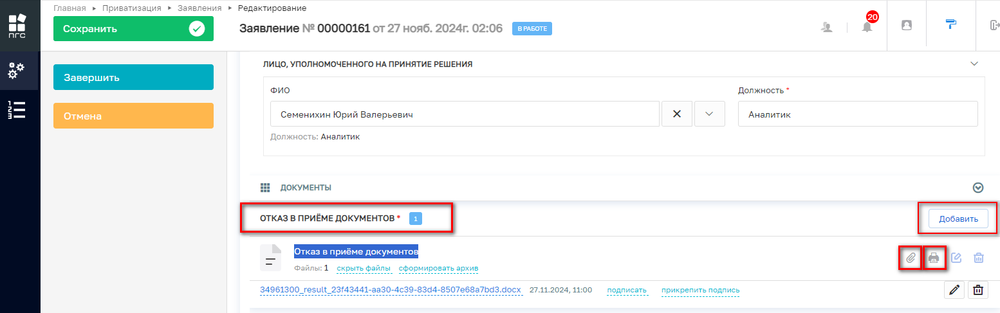 Главная ▸ Приватизация ▸ Заявления ▸ Редактирование
пгс
Сохранить
Заявление № 00000161 от 27 нояб. 2024г. 02:06 В РАБОТЕ
20
Завершить
Отмена
ЛИЦО, УПОЛНОМОЧЕННОГО НА ПРИНЯТИЕ РЕШЕНИЯ
ФИО
Должность *
Семенихин Юрий Валерьевич
Аналитик
Должность: Аналитик
ДОКУМЕНТЫ
ОТКАЗ В ПРИЁМЕ ДОКУМЕНТОВ * 1
Добавить
Отказ в приёме документов
Файлы: 1 скрыть файлы сформировать архив
34961300_result_23f43441-aa30-4c39-83d4-8507e68a7bd3.docx 27.11.2024, 11:00 подписать прикрепить подпись